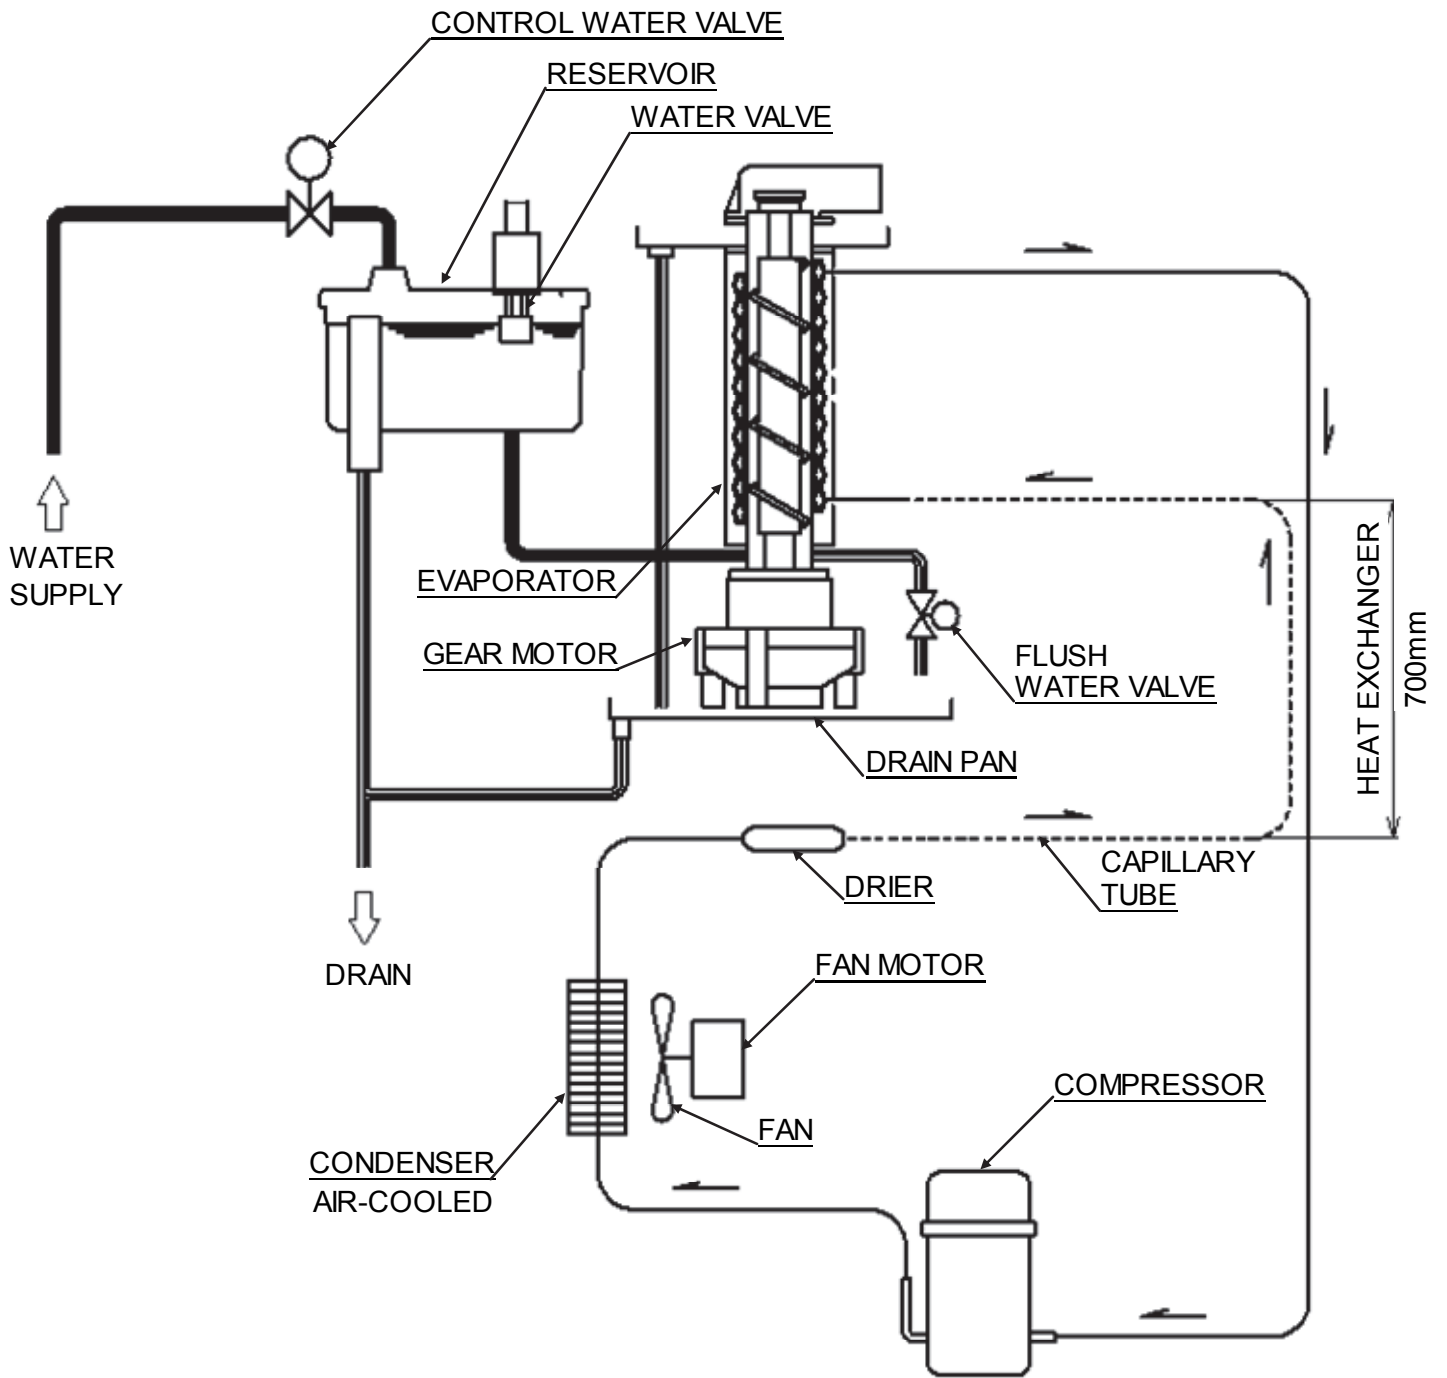 CONTROL WATER VALVE
RESERVOIR
WATER VALVE
WATER
SUPPLY
EVAPORATOR
GEAR MOTOR
FLUSH
WATER VALVE
HEAT EXCHANGER
700mm
DRAIN PAN
CAPILLARY
TUBE
DRIER
DRAIN
FAN MOTOR
FAN
COMPRESSOR
CONDENSER
AIR-COOLED